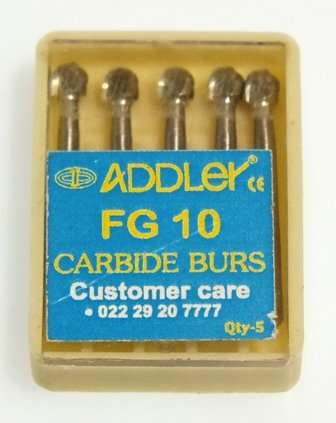 ADDLER® CE
FG 10
CARBIDE BURS
Customer care
• 022 29 20 7777
Qty-5